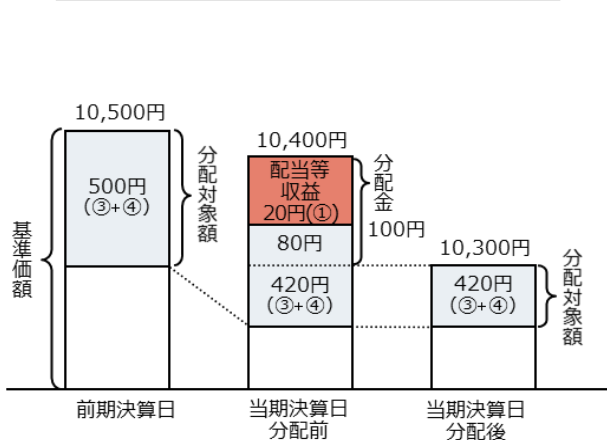 10,500円
500円
(③+④)
分配対象額
基準価額
前期決算日
10,400円
配当等
収益
20円(①)
80円
420円
(③+④)
分配金
100円
当期決算日
分配前
10,300円
420円
(③+④)
分配対象額
当期決算日
分配後